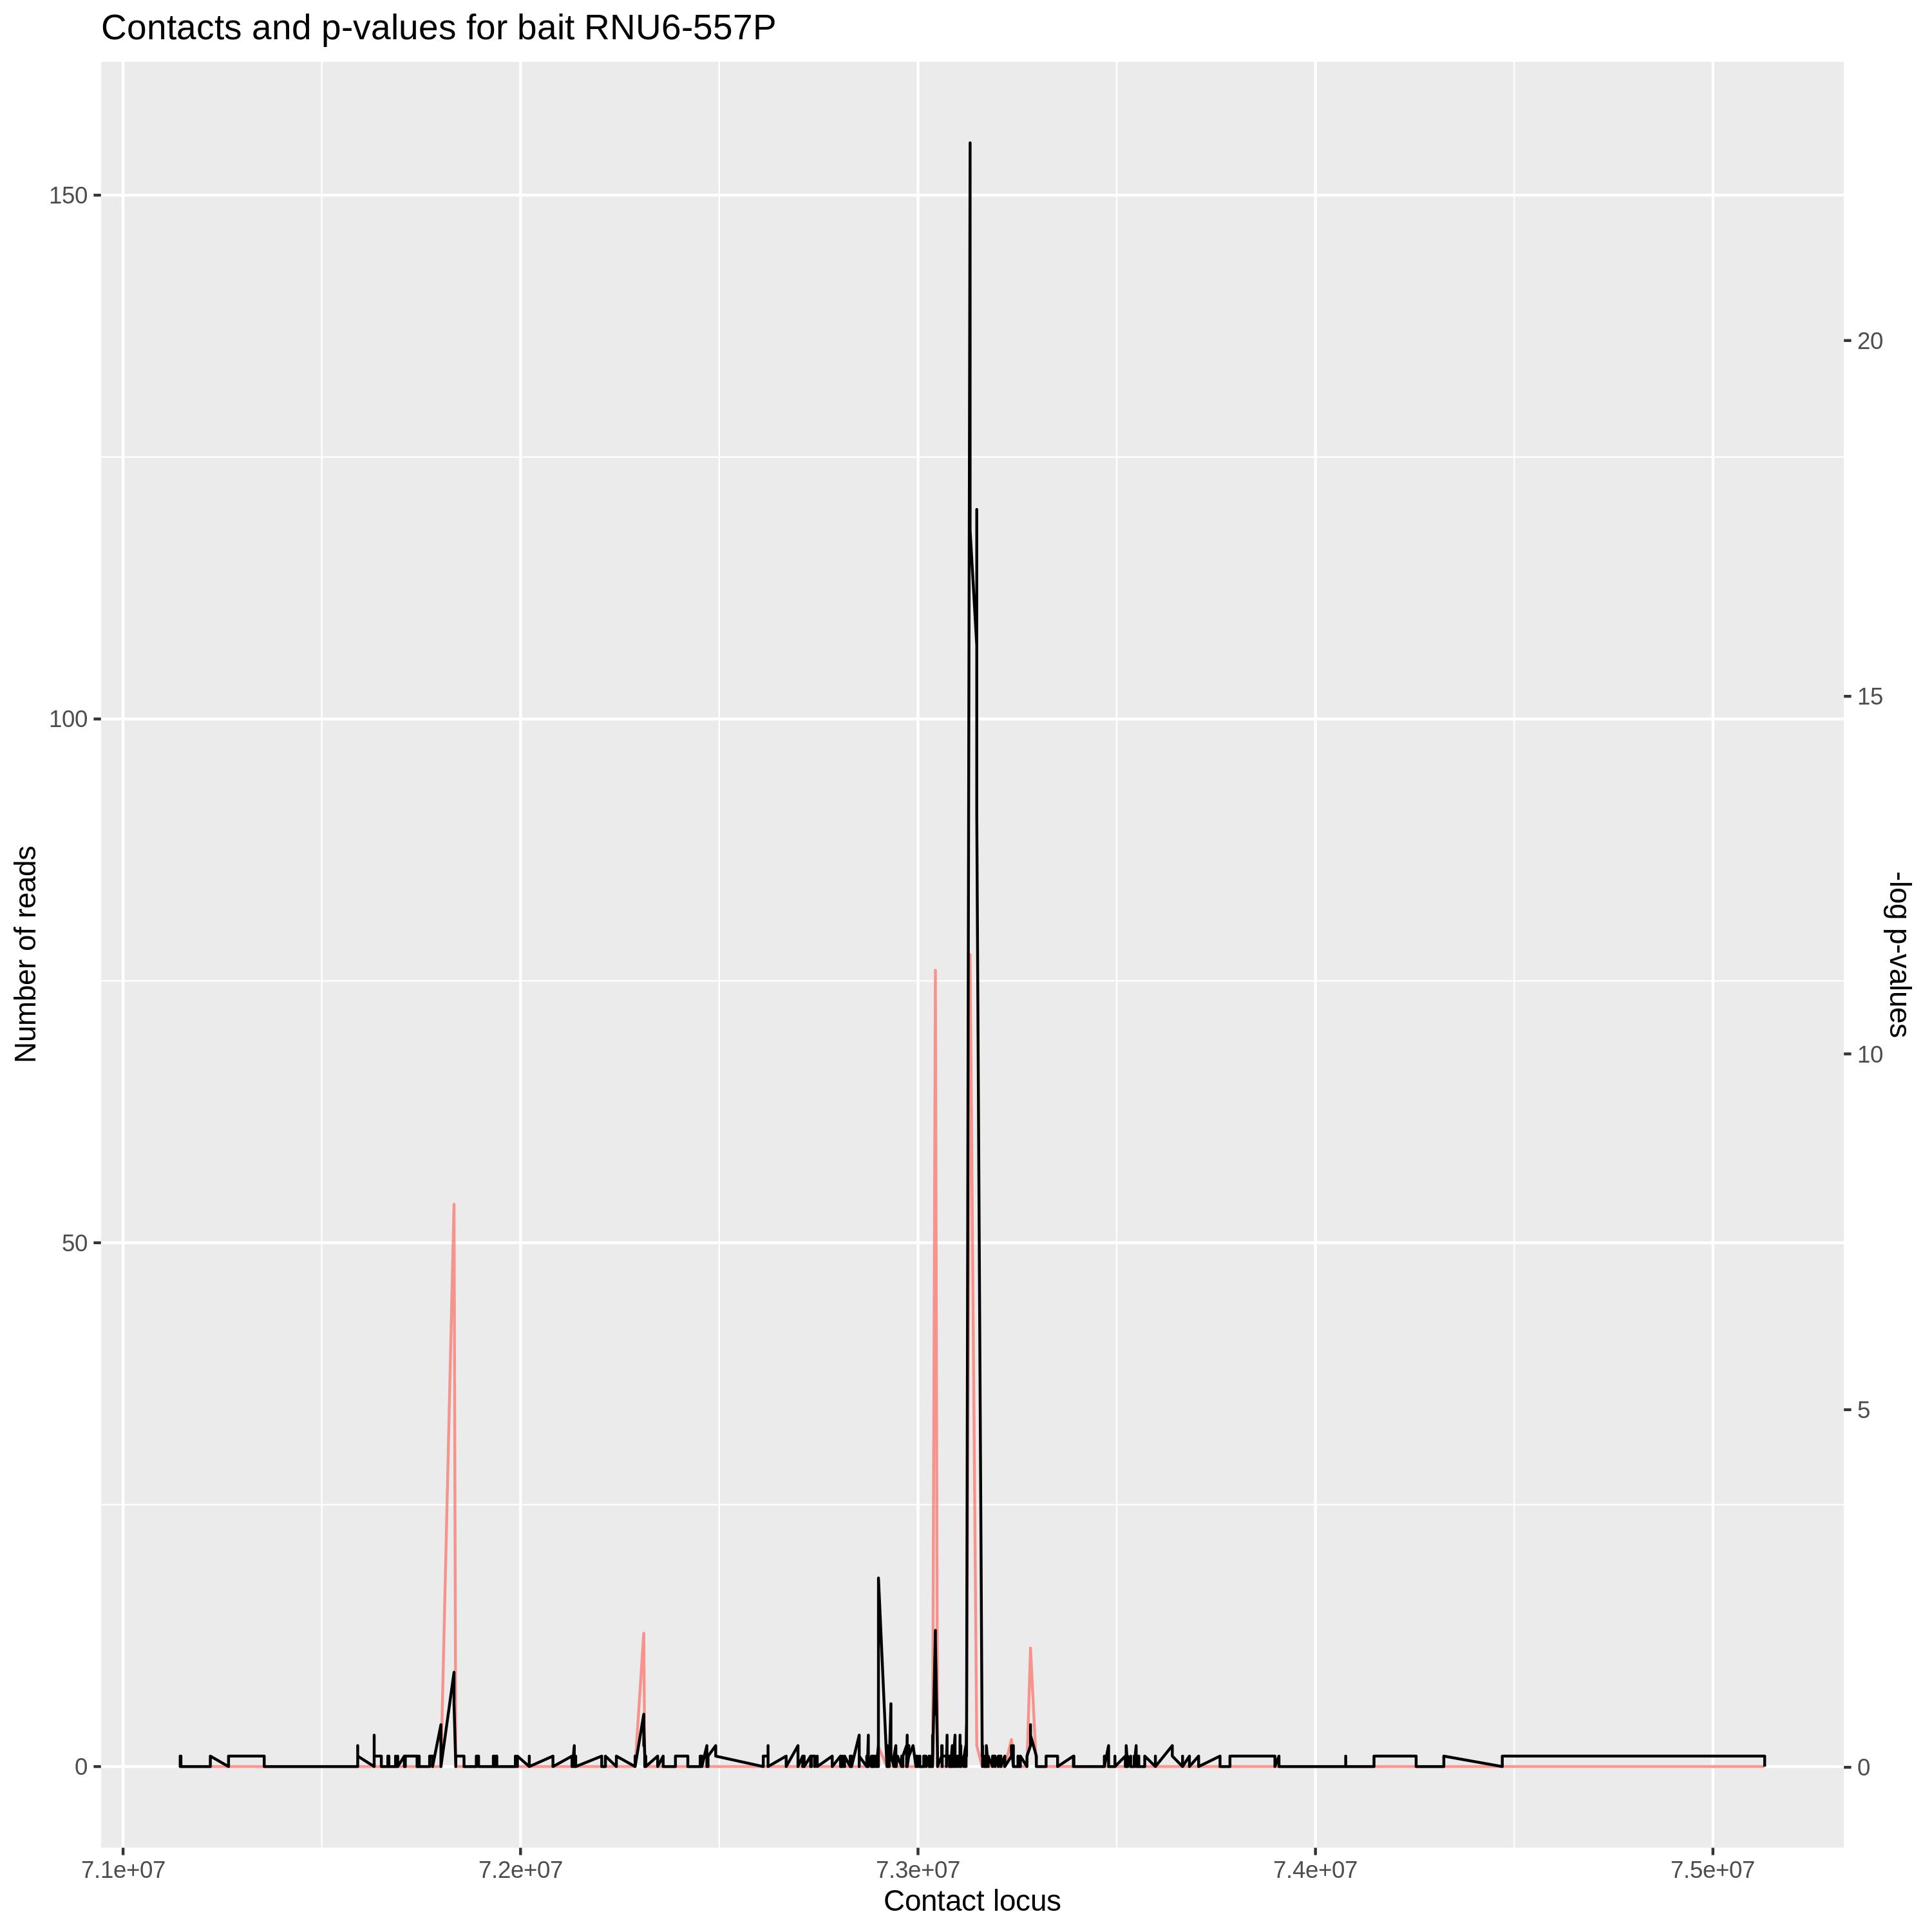 Contacts and p-values for bait RNU6-557P
150
100
50
0
Number of reads
20
15
10
5
0
-log p-values
7.1e+07
7.2e+07
7.3e+07
7.4e+07
7.5e+07
Contact locus